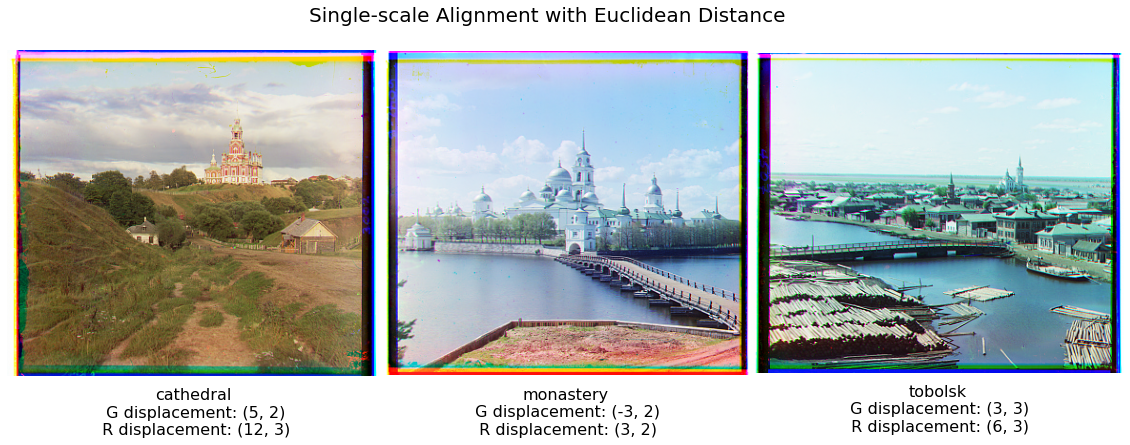 Single-scale Alignment with Euclidean Distance
cathedral
G displacement: (5, 2)
R displacement: (12, 3)
monastery
G displacement: (-3, 2)
R displacement: (3, 2)
tobolsk
G displacement: (3, 3)
R displacement: (6, 3)